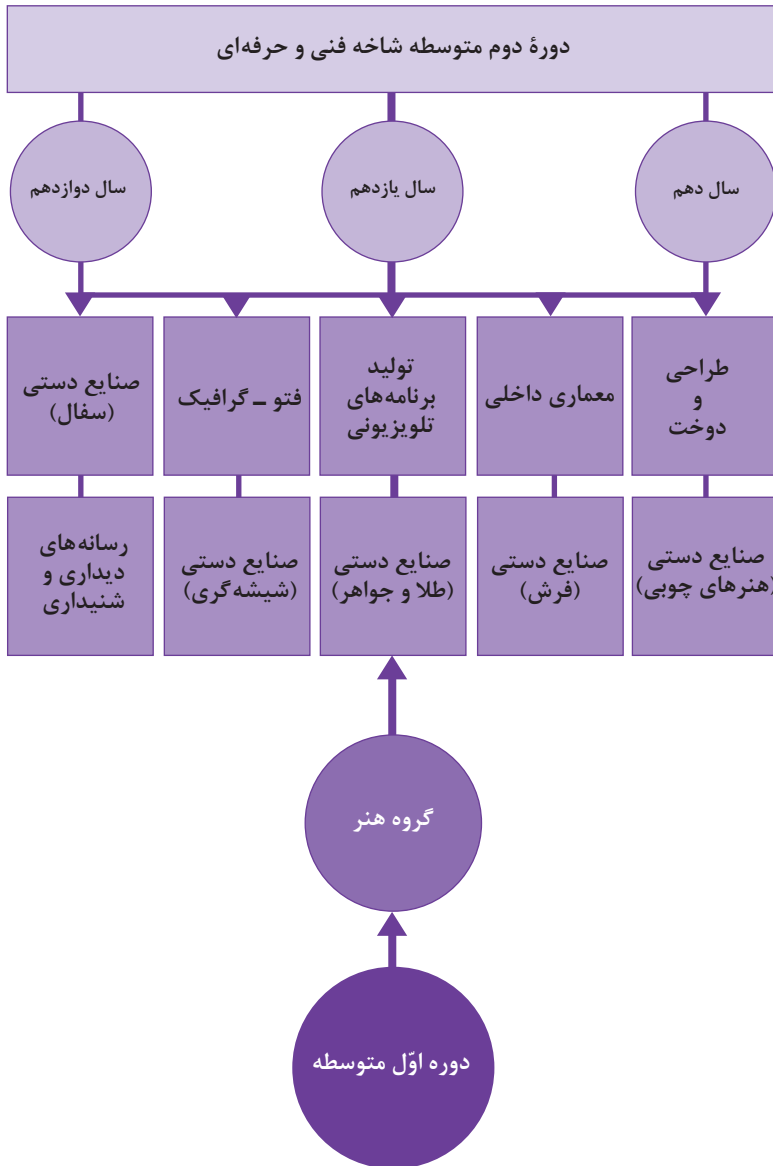 دورهٔ دوم متوسطه شاخه فنی و حرفه‌ای
سال دهم
سال یازدهم
سال دوازدهم
طراحی
و
دوخت
معماری داخلی
تولید
برنامه‌های
تلویزیونی
فتو ـ گرافیک
صنایع دستی
(سفال)
صنایع دستی
(هنرهای چوبی)
صنایع دستی
(فرش)
صنایع دستی
(طلا و جواهر)
صنایع دستی
(شیشه‌گری)
رسانه‌های
دیداری و
شنیداری
گروه هنر
دوره اوّل متوسطه